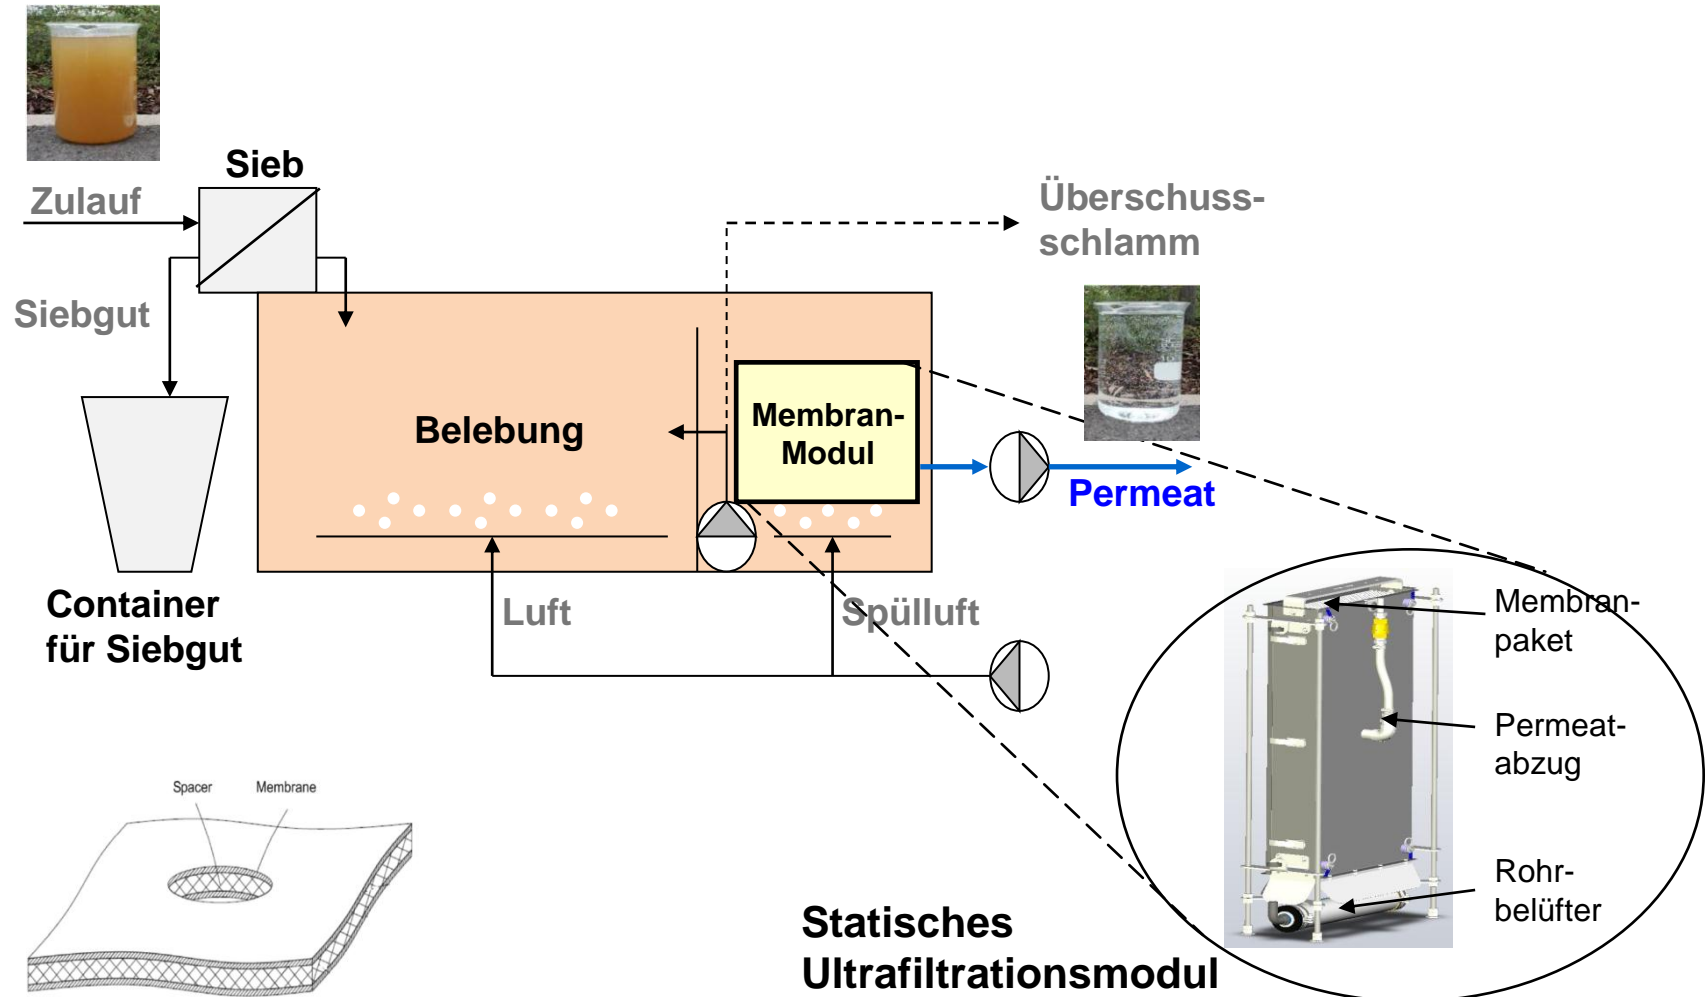 Sieb
Zulauf
Siebgut
Container
für Siebgut
Überschuss-
schlamm
Belebung
Membran-
Modul
Permeat
Luft
Spülluft
Membran-
paket
Permeat-
abzug
Rohr-
belüfter
Spacer
Membrane
Statisches
Ultrafiltrationsmodul